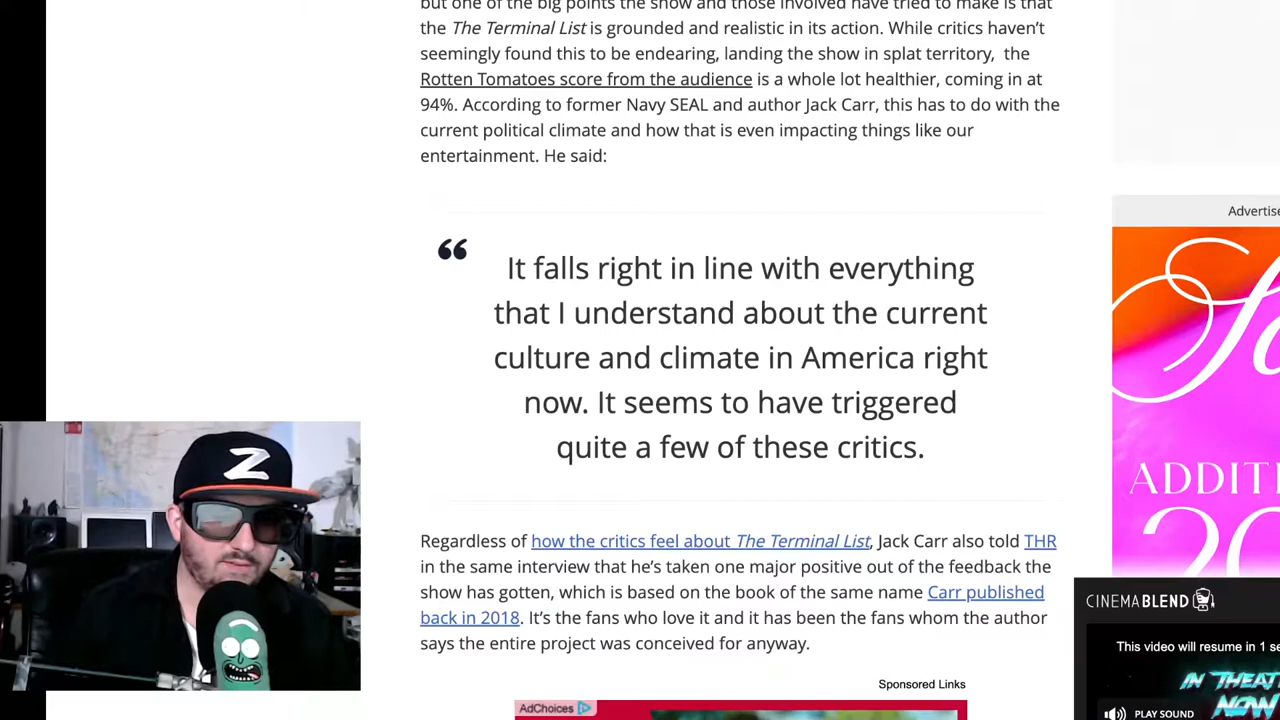 but one of the big points the show and those involved have tried to make is that
the The Terminal List is grounded and realistic in its action. While critics haven't
seemingly found this to be endearing, landing the show in splat territory, the
Rotten Tomatoes score from the audience is a whole lot healthier, coming in at
94%. According to former Navy SEAL and author Jack Carr, this has to do with the
current political climate and how that is even impacting things like our
entertainment. He said:
Advertise
“ It falls right in line with everything
that I understand about the current
culture and climate in America right
now. It seems to have triggered
quite a few of these critics.
ADDITI
20
Z
Regardless of how the critics feel about The Terminal List, Jack Carr also told THR
in the same interview that he's taken one major positive out of the feedback the
show has gotten, which is based on the book of the same name Carr published
back in 2018. It's the fans who love it and it has been the fans whom the author
says the entire project was conceived for anyway.
CINEMABLEND
This video will resume in 1 se
IN THEAT
NOW
PLAY SOUND
Sponsored Links
AdChoices